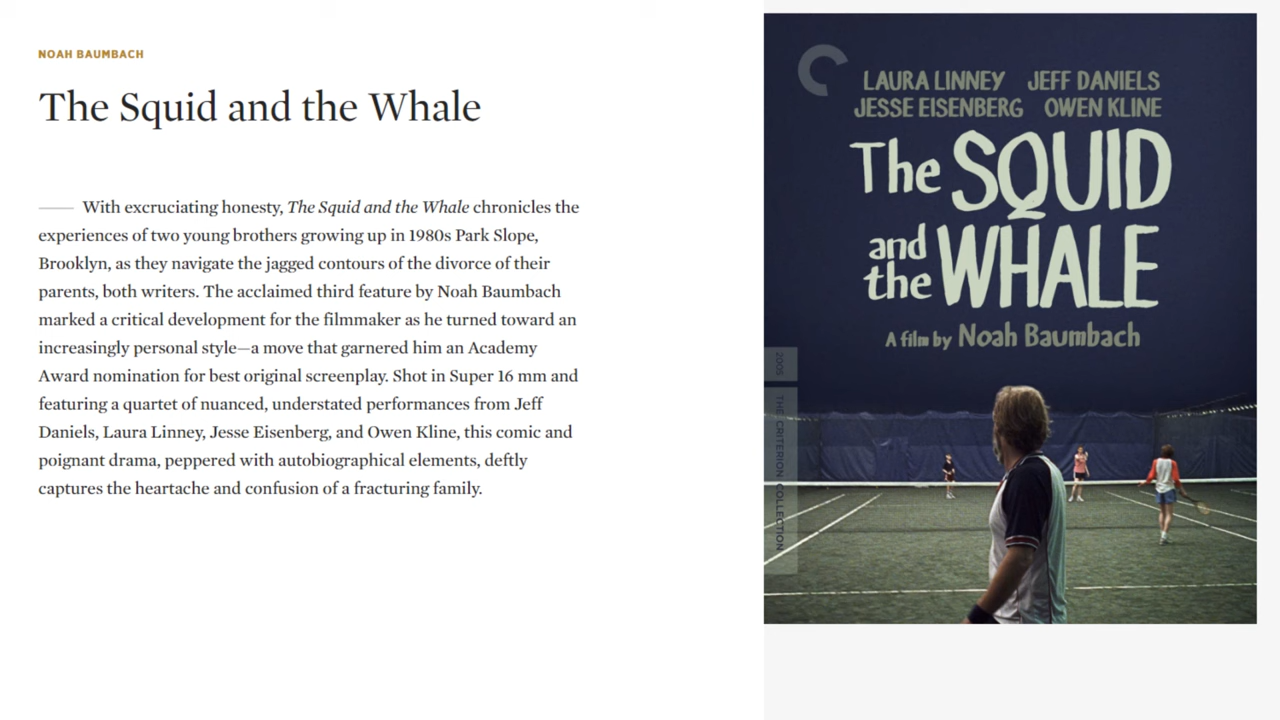 NOAH BAUMBACH
The Squid and the Whale
With excruciating honesty, The Squid and the Whale chronicles the
experiences of two young brothers growing up in 1980s Park Slope,
Brooklyn, as they navigate the jagged contours of the divorce of their
parents, both writers. The acclaimed third feature by Noah Baumbach
marked a critical development for the filmmaker as he turned toward an
increasingly personal style—a move that garnered him an Academy
Award nomination for best original screenplay. Shot in Super 16 mm and
featuring a quartet of nuanced, understated performances from Jeff
Daniels, Laura Linney, Jesse Eisenberg, and Owen Kline, this comic and
poignant drama, peppered with autobiographical elements, deftly
captures the heartache and confusion of a fracturing family.
LAURA LINNEY JEFF DANIELS
JESSE EISENBERG OWEN KLINE
The SQUID
and the WHALE
A film by Noah Baumbach
2005
THE CRITERION COLLECTION